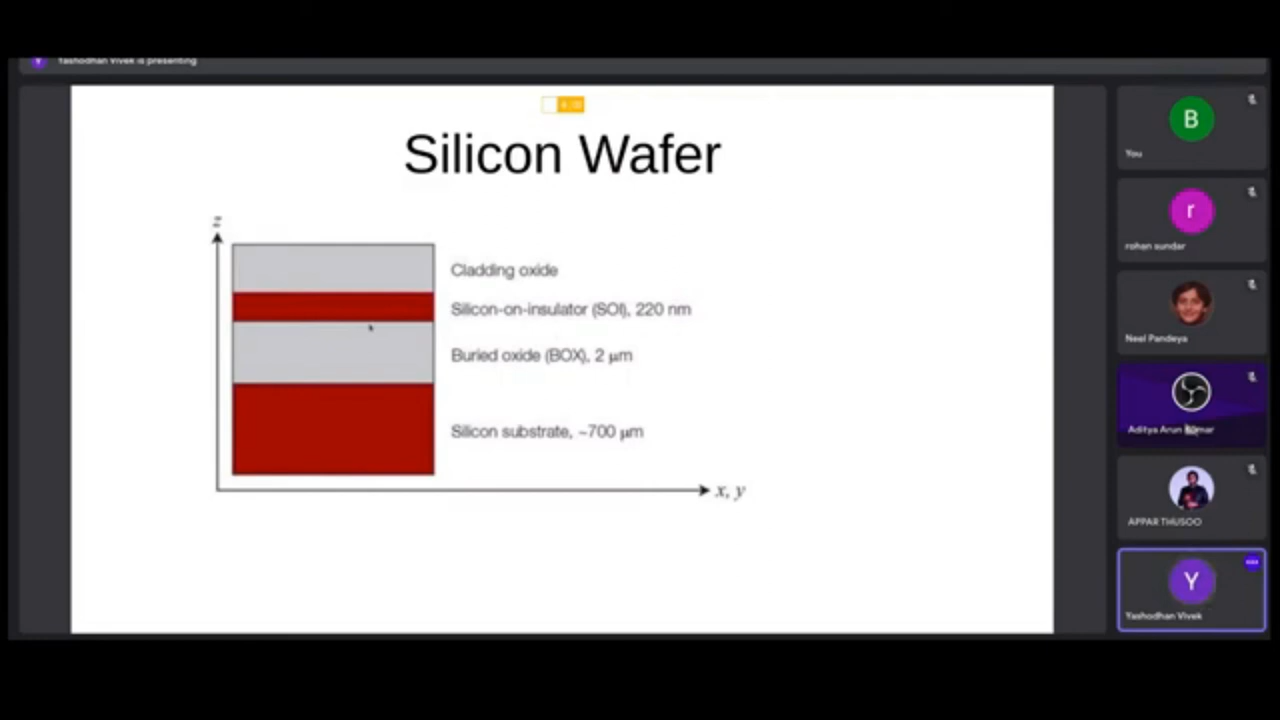 Y Yashodhan Vivek is presenting
Silicon Wafer
z
Cladding oxide
Silicon-on-insulator (SOI), 220 nm
Buried oxide (BOX), 2 μm
Silicon substrate, ~700 μm
x, y
B
You
r
rohan sundar
Neel Pandeya
Aditya Arun Kumar
APPAR THUSOO
Y
Yashodhan Vivek